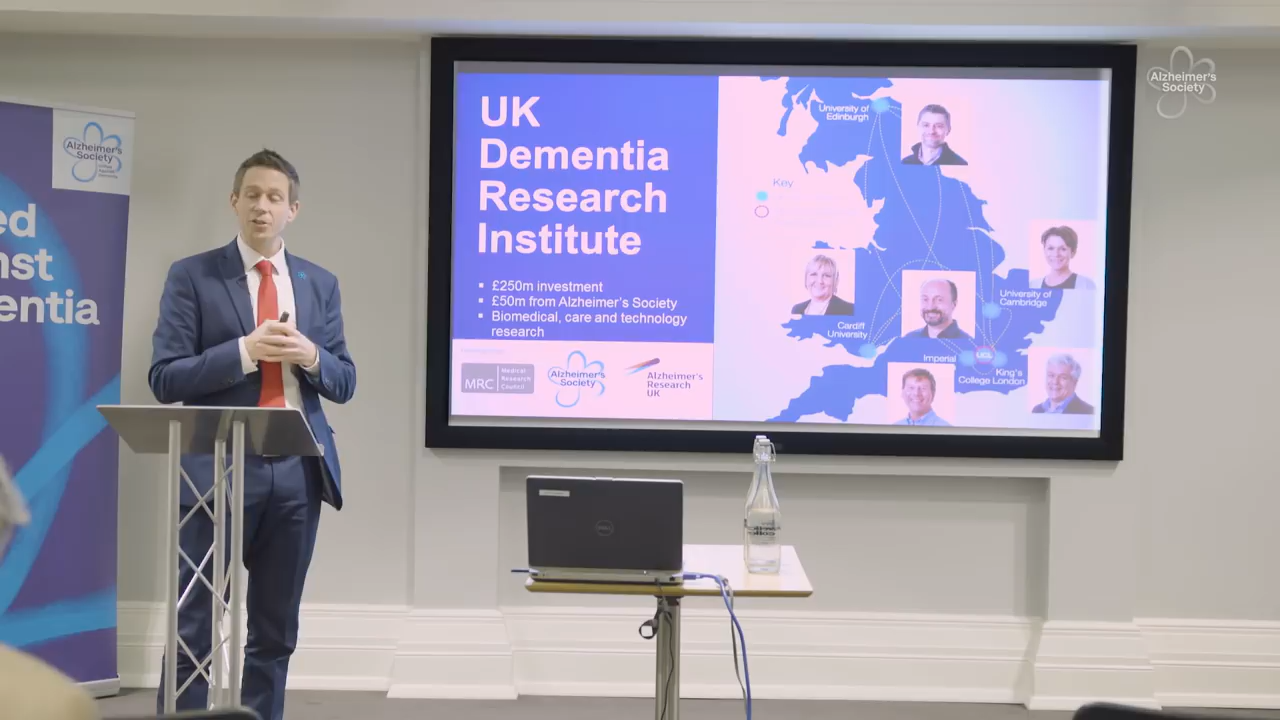 Alzheimer's
Society
Alzheimer's
Society
ed
nst
entia
UK
Dementia
Research
Institute
£250m investment
£50m from Alzheimer's Society
Biomedical, care and technology
research
MRC
Medical
Research
Council
Alzheimer's
Society
Alzheimer's
Research
UK
University of
Edinburgh
Key
University of
Cambridge
Cardiff
University
Imperial
UCL
King's
College London
DELL